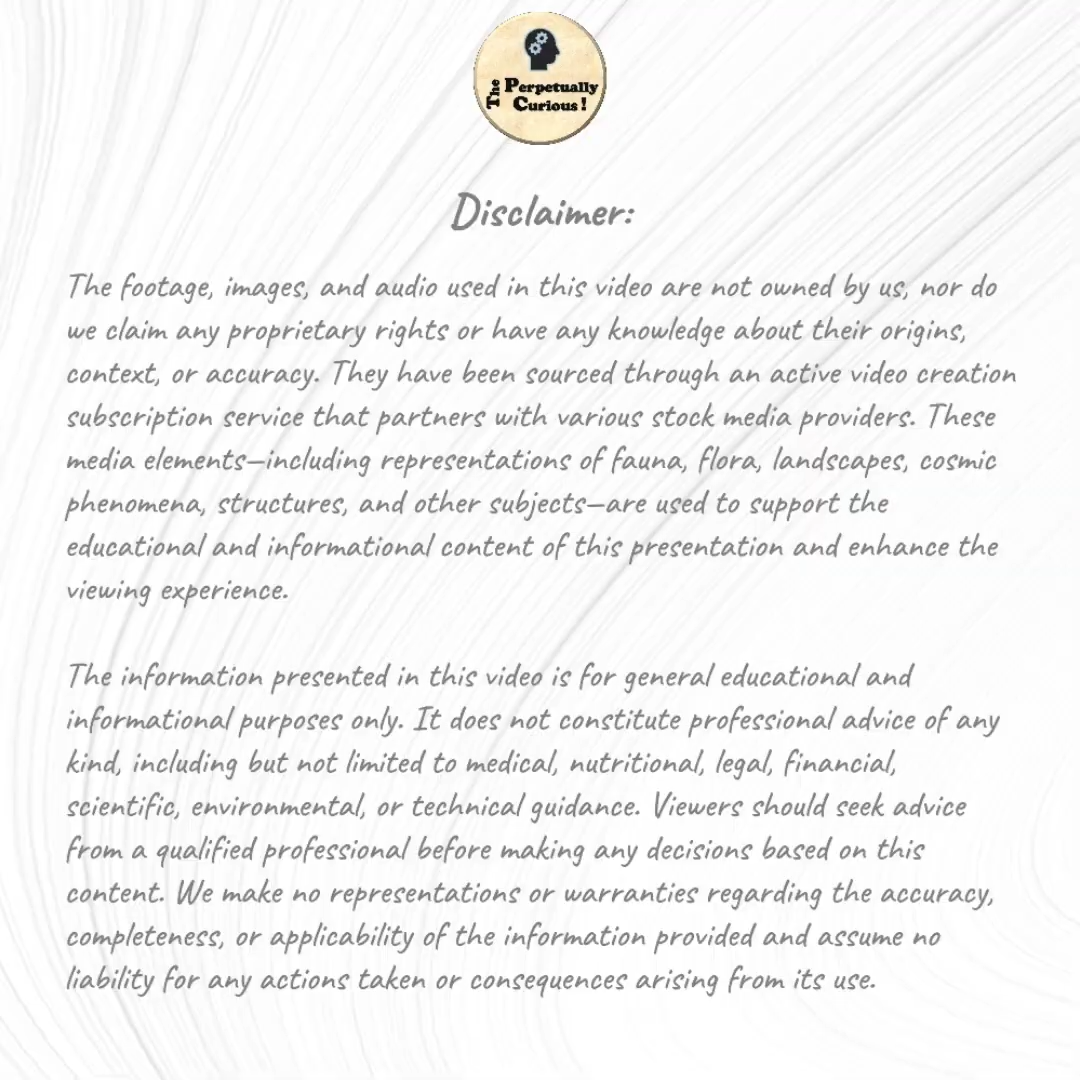 The Perpetually
Curious!
Disclaimer:
The footage, images, and audio used in this video are not owned by us, nor do
we claim any proprietary rights or have any knowledge about their origins,
context, or accuracy. They have been sourced through an active video creation
subscription service that partners with various stock media providers. These
media elements—including representations of fauna, flora, landscapes, cosmic
phenomena, structures, and other subjects—are used to support the
educational and informational content of this presentation and enhance the
viewing experience.
The information presented in this video is for general educational and
informational purposes only. It does not constitute professional advice of any
kind, including but not limited to medical, nutritional, legal, financial,
scientific, environmental, or technical guidance. Viewers should seek advice
from a qualified professional before making any decisions based on this
content. We make no representations or warranties regarding the accuracy,
completeness, or applicability of the information provided and assume no
liability for any actions taken or consequences arising from its use.